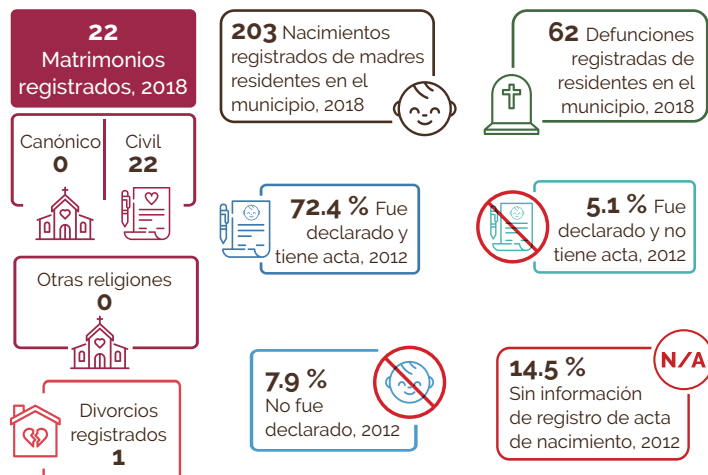 22
Matrimonios
registrados, 2018
Canónico
0
Civil
22
Otras religiones
0
Divorcios
registrados
1
203 Nacimientos
registrados de madres
residentes en el
municipio, 2018
62 Defunciones
registradas de
residentes en el
municipio, 2018
72.4 % Fue
declarado y
tiene acta, 2012
5.1 % Fue
declarado y no
tiene acta, 2012
7.9 %
No fue
declarado, 2012
N/A
14.5 %
Sin información
de registro de acta
de nacimiento, 2012